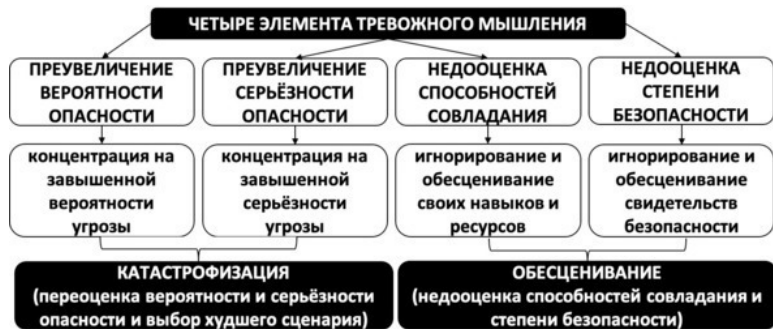 ЧЕТЫРЕ ЭЛЕМЕНТА ТРЕВОЖНОГО МЫШЛЕНИЯ
ПРЕУВЕЛИЧЕНИЕ
ВЕРОЯТНОСТИ
ОПАСНОСТИ
ПРЕУВЕЛИЧЕНИЕ
СЕРЬЁЗНОСТИ
ОПАСНОСТИ
НЕДООЦЕНКА
СПОСОБНОСТЕЙ
СОВЛАДАНИЯ
НЕДООЦЕНКА
СТЕПЕНИ
БЕЗОПАСНОСТИ
концентрация на
завышенной
вероятности
угрозы
концентрация на
завышенной
серьёзности
угрозы
игнорирование и
обесценивание
своих навыков и
ресурсов
игнорирование и
обесценивание
свидетельств
безопасности
КАТАСТРОФИЗАЦИЯ
(переоценка вероятности и серьёзности
опасности и выбор худшего сценария)
ОБЕСЦЕНИВАНИЕ
(недооценка способностей совладания и
степени безопасности)